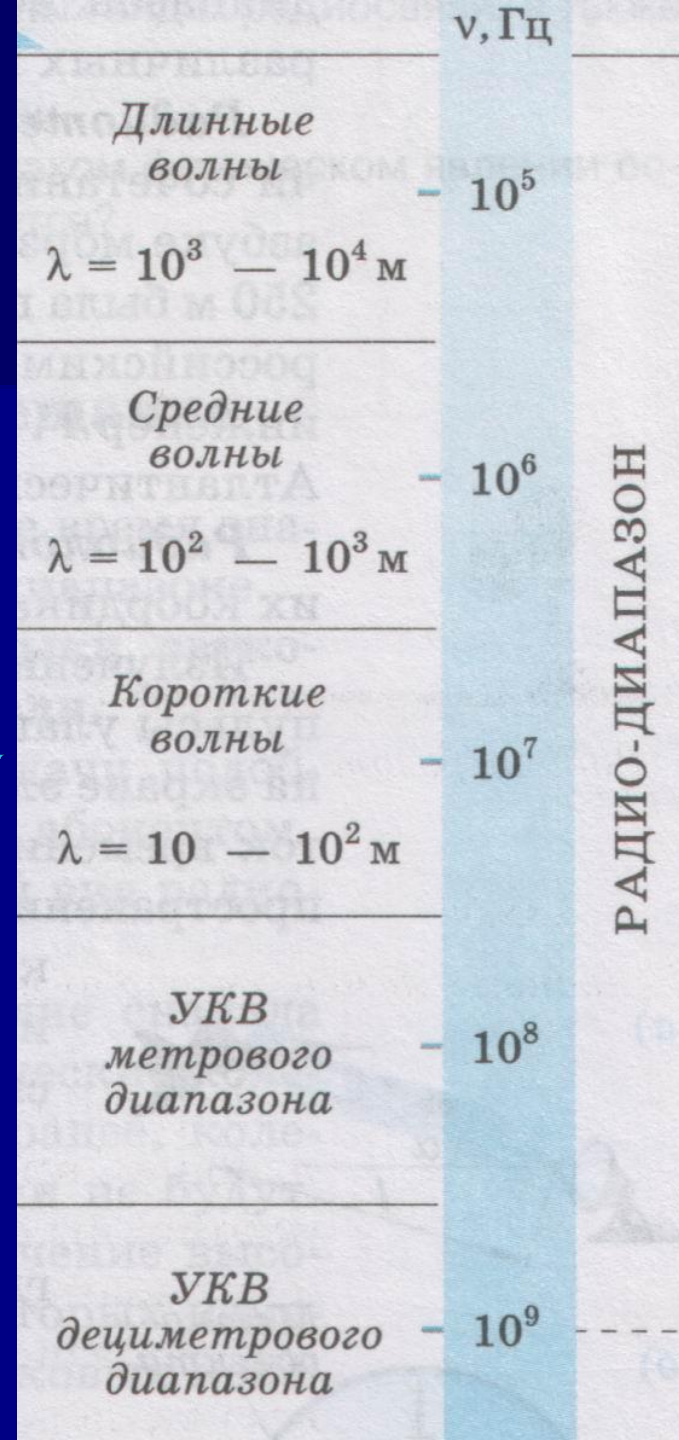 ν, Гц
Длинные
волны
10⁵
λ = 10³ — 10⁴ м
Средние
волны
10⁶
λ = 10² — 10³ м
Короткие
волны
10⁷
λ = 10 — 10² м
УКВ
метрового
диапазона
10⁸
УКВ
дециметрового
диапазона
10⁹
РАДИО-ДИАПАЗОН